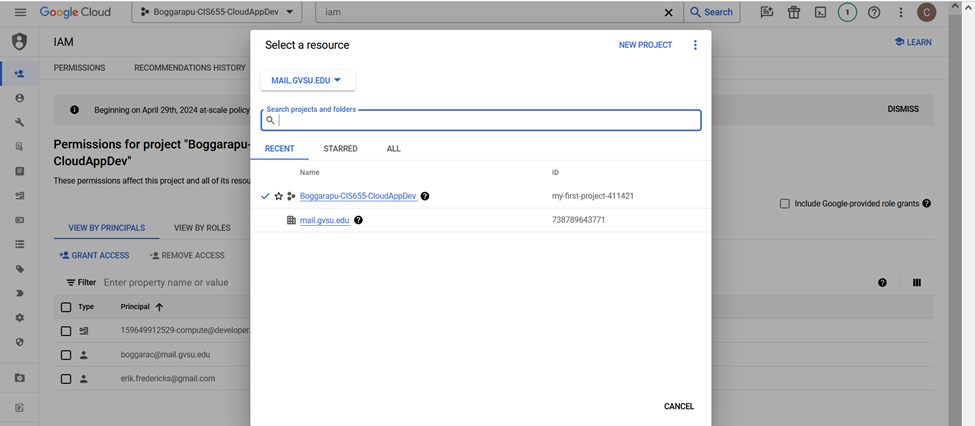 Google Cloud
Boggarapu-CIS655-CloudAppDev
iam
Search
1
C
IAM
LEARN
PERMISSIONS
RECOMMENDATIONS HISTORY
Beginning on April 29th, 2024 at-scale policy
DISMISS
Permissions for project "Boggarapu-
CloudAppDev"
These permissions affect this project and all of its
Include Google-provided role grants
VIEW BY PRINCIPALS
VIEW BY ROLES
GRANT ACCESS
REMOVE ACCESS
Filter
Enter property name or value
Type
Principal
159649912529-compute@developer.
boggarac@mail.gvsu.edu
erik.fredericks@gmail.com
Select a resource
NEW PROJECT
MAIL.GVSU.EDU
Search projects and folders
RECENT
STARRED
ALL
Name
ID
Boggarapu-CIS655-CloudAppDev
my-first-project-411421
mail.gvsu.edu
738789643771
CANCEL